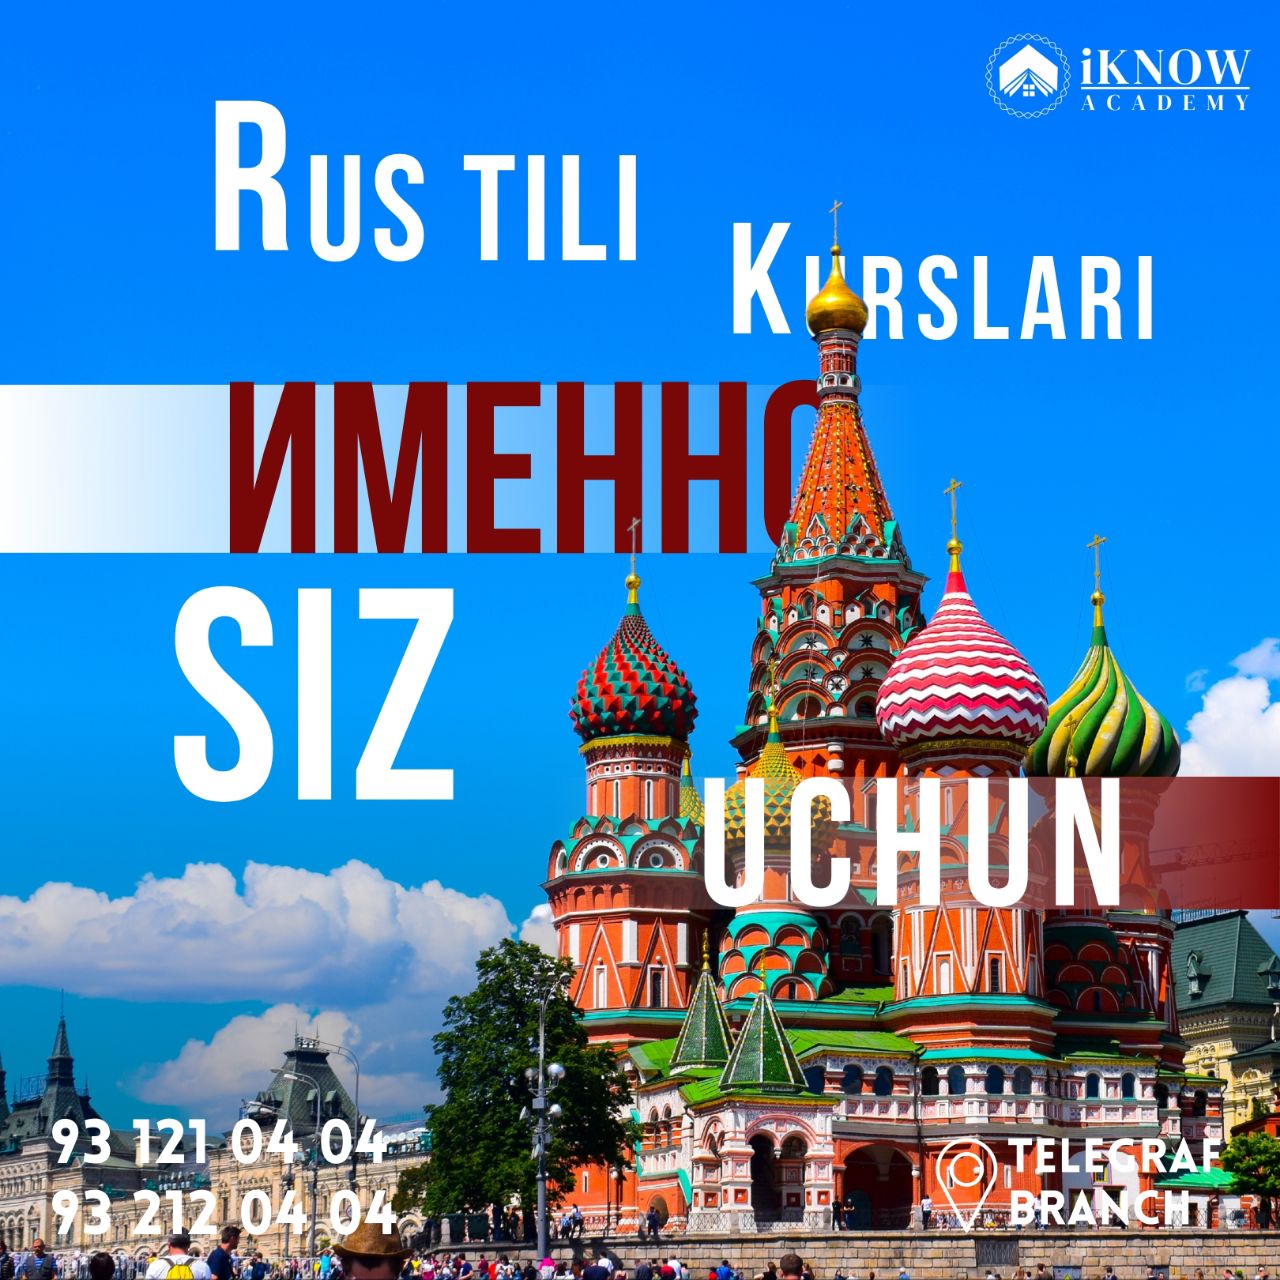 iKNOW
ACADEMY
RUS TILI
KURSLARI
ИМЕННО
SIZ
UCHUN
93 121 04 04
93 212 04 04
TELEGRAF
BRANCH